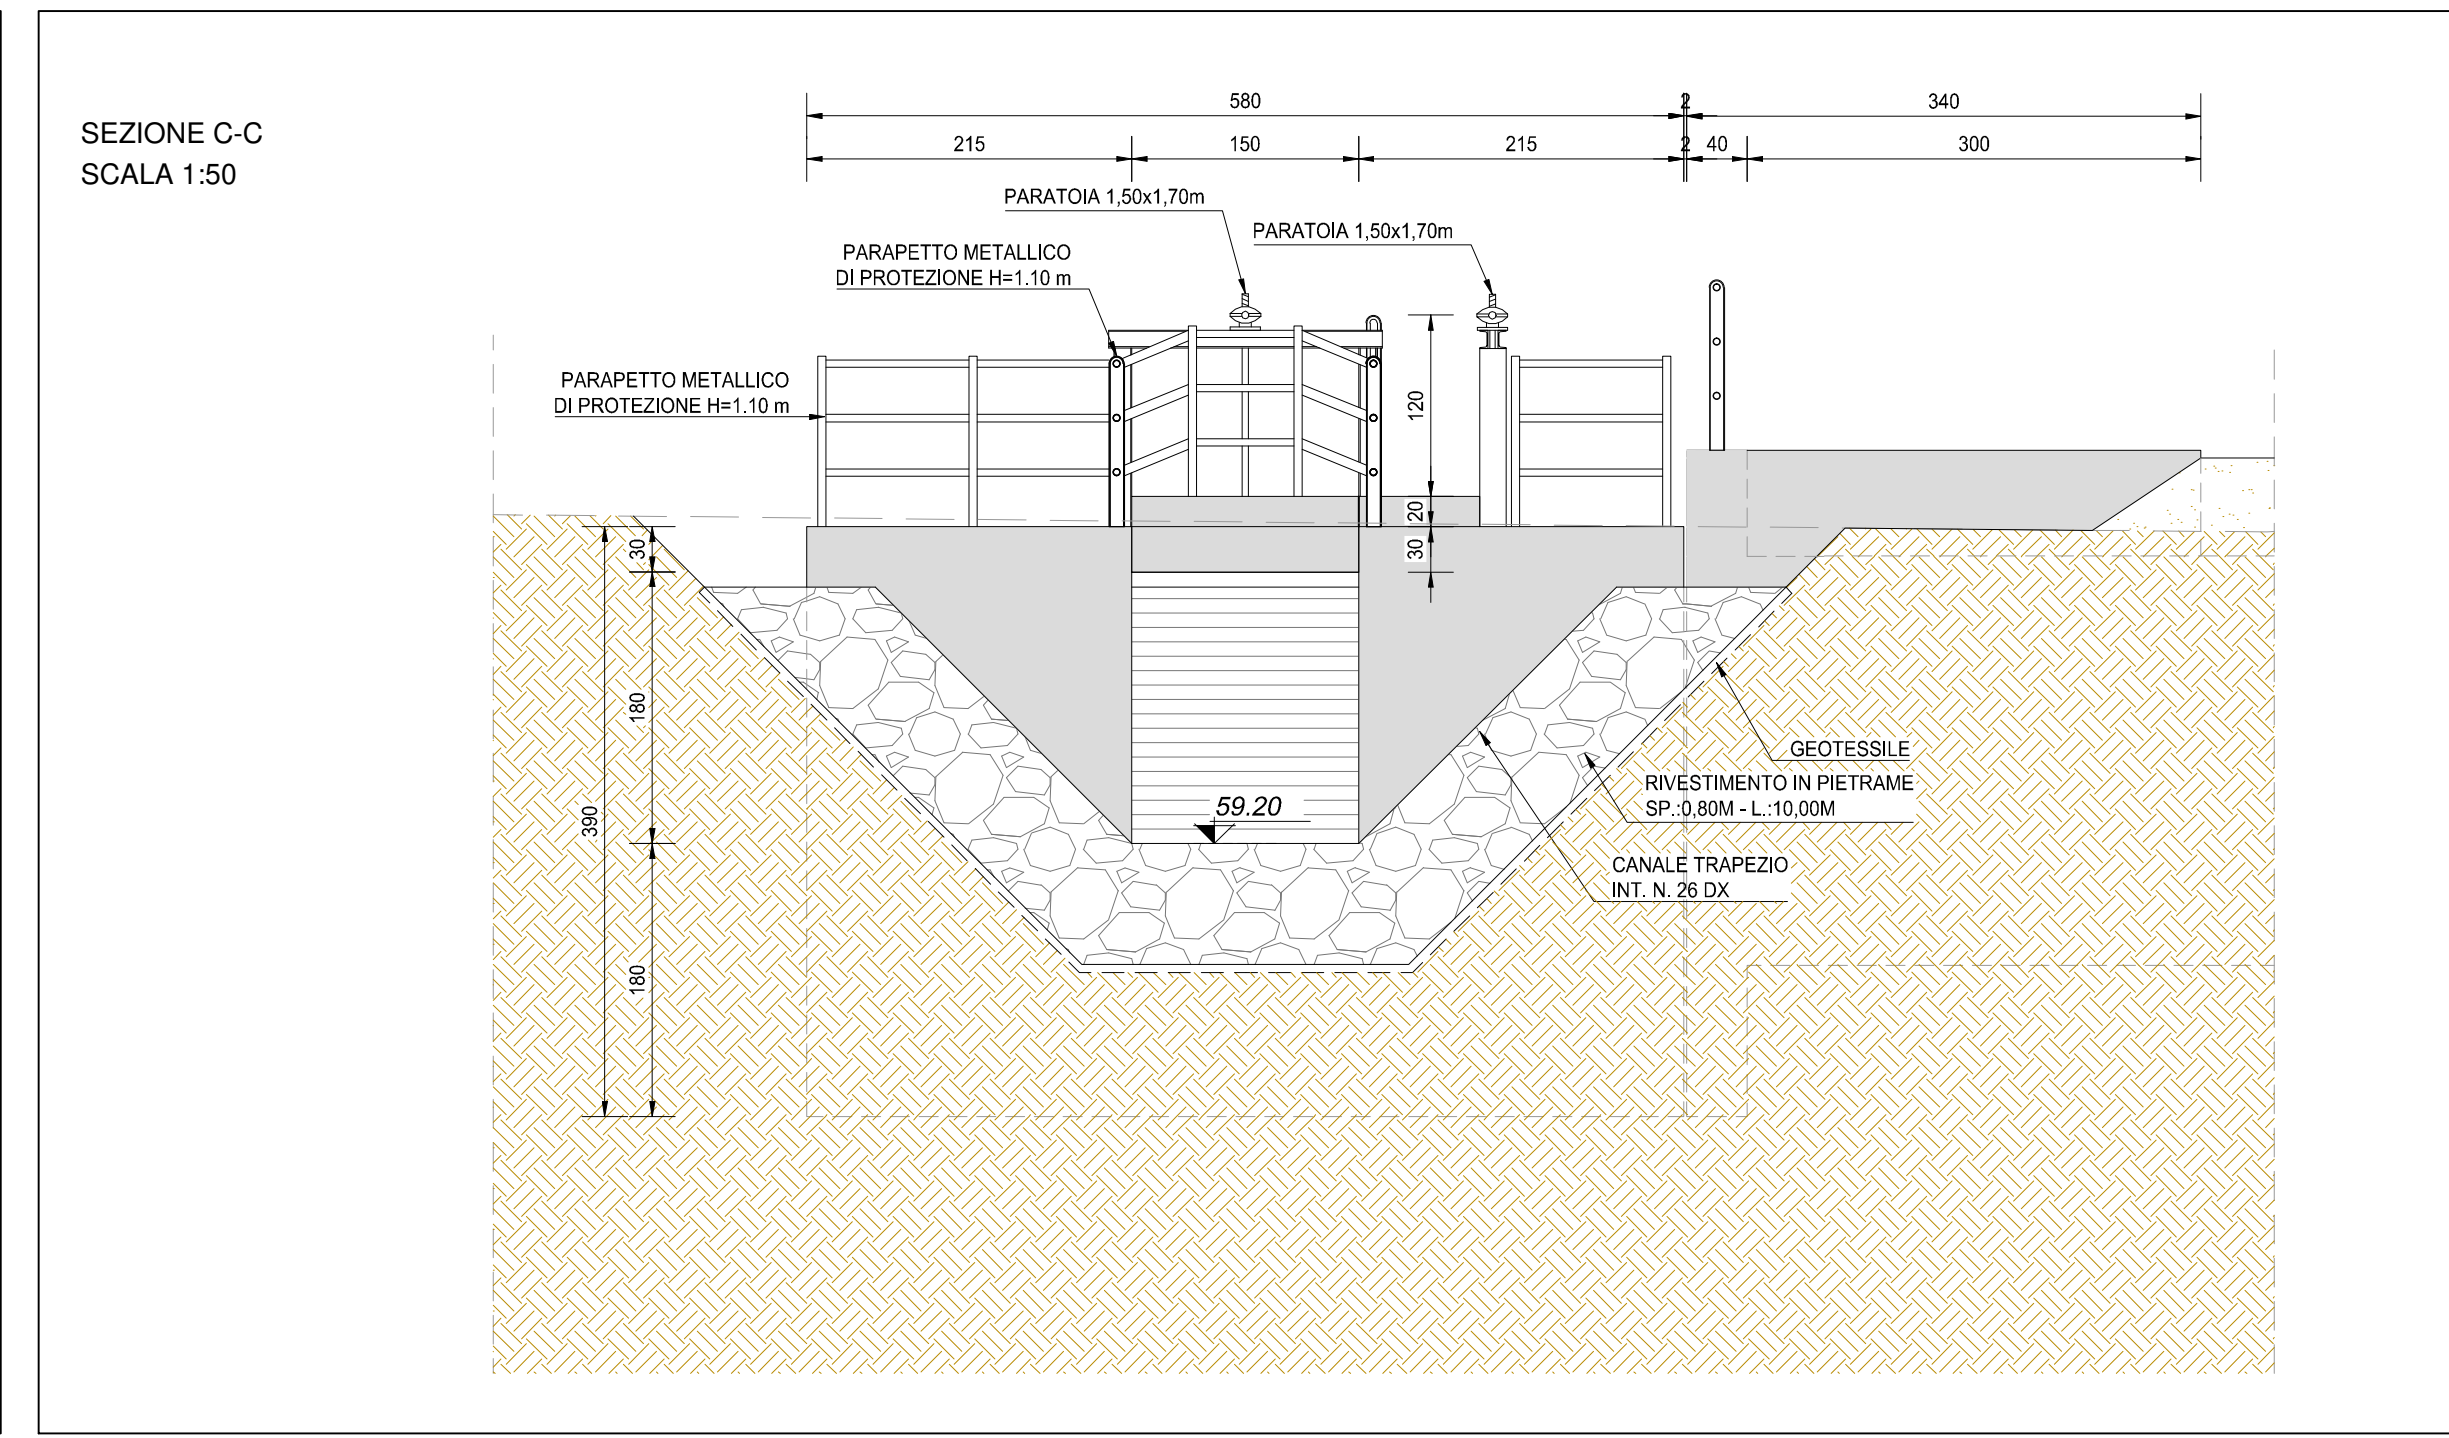 SEZIONE C-C
SCALA 1:50
580
2
340
215
150
215
2
40
300
PARATOIA 1,50x1,70m
PARATOIA 1,50x1,70m
PARAPETTO METALLICO
DI PROTEZIONE H=1.10 m
PARAPETTO METALLICO
DI PROTEZIONE H=1.10 m
120
20
30
30
180
390
180
59.20
GEOTESSILE
RIVESTIMENTO IN PIETRAME
SP.:0,80M - L.:10,00M
CANALE TRAPEZIO
INT. N. 26 DX